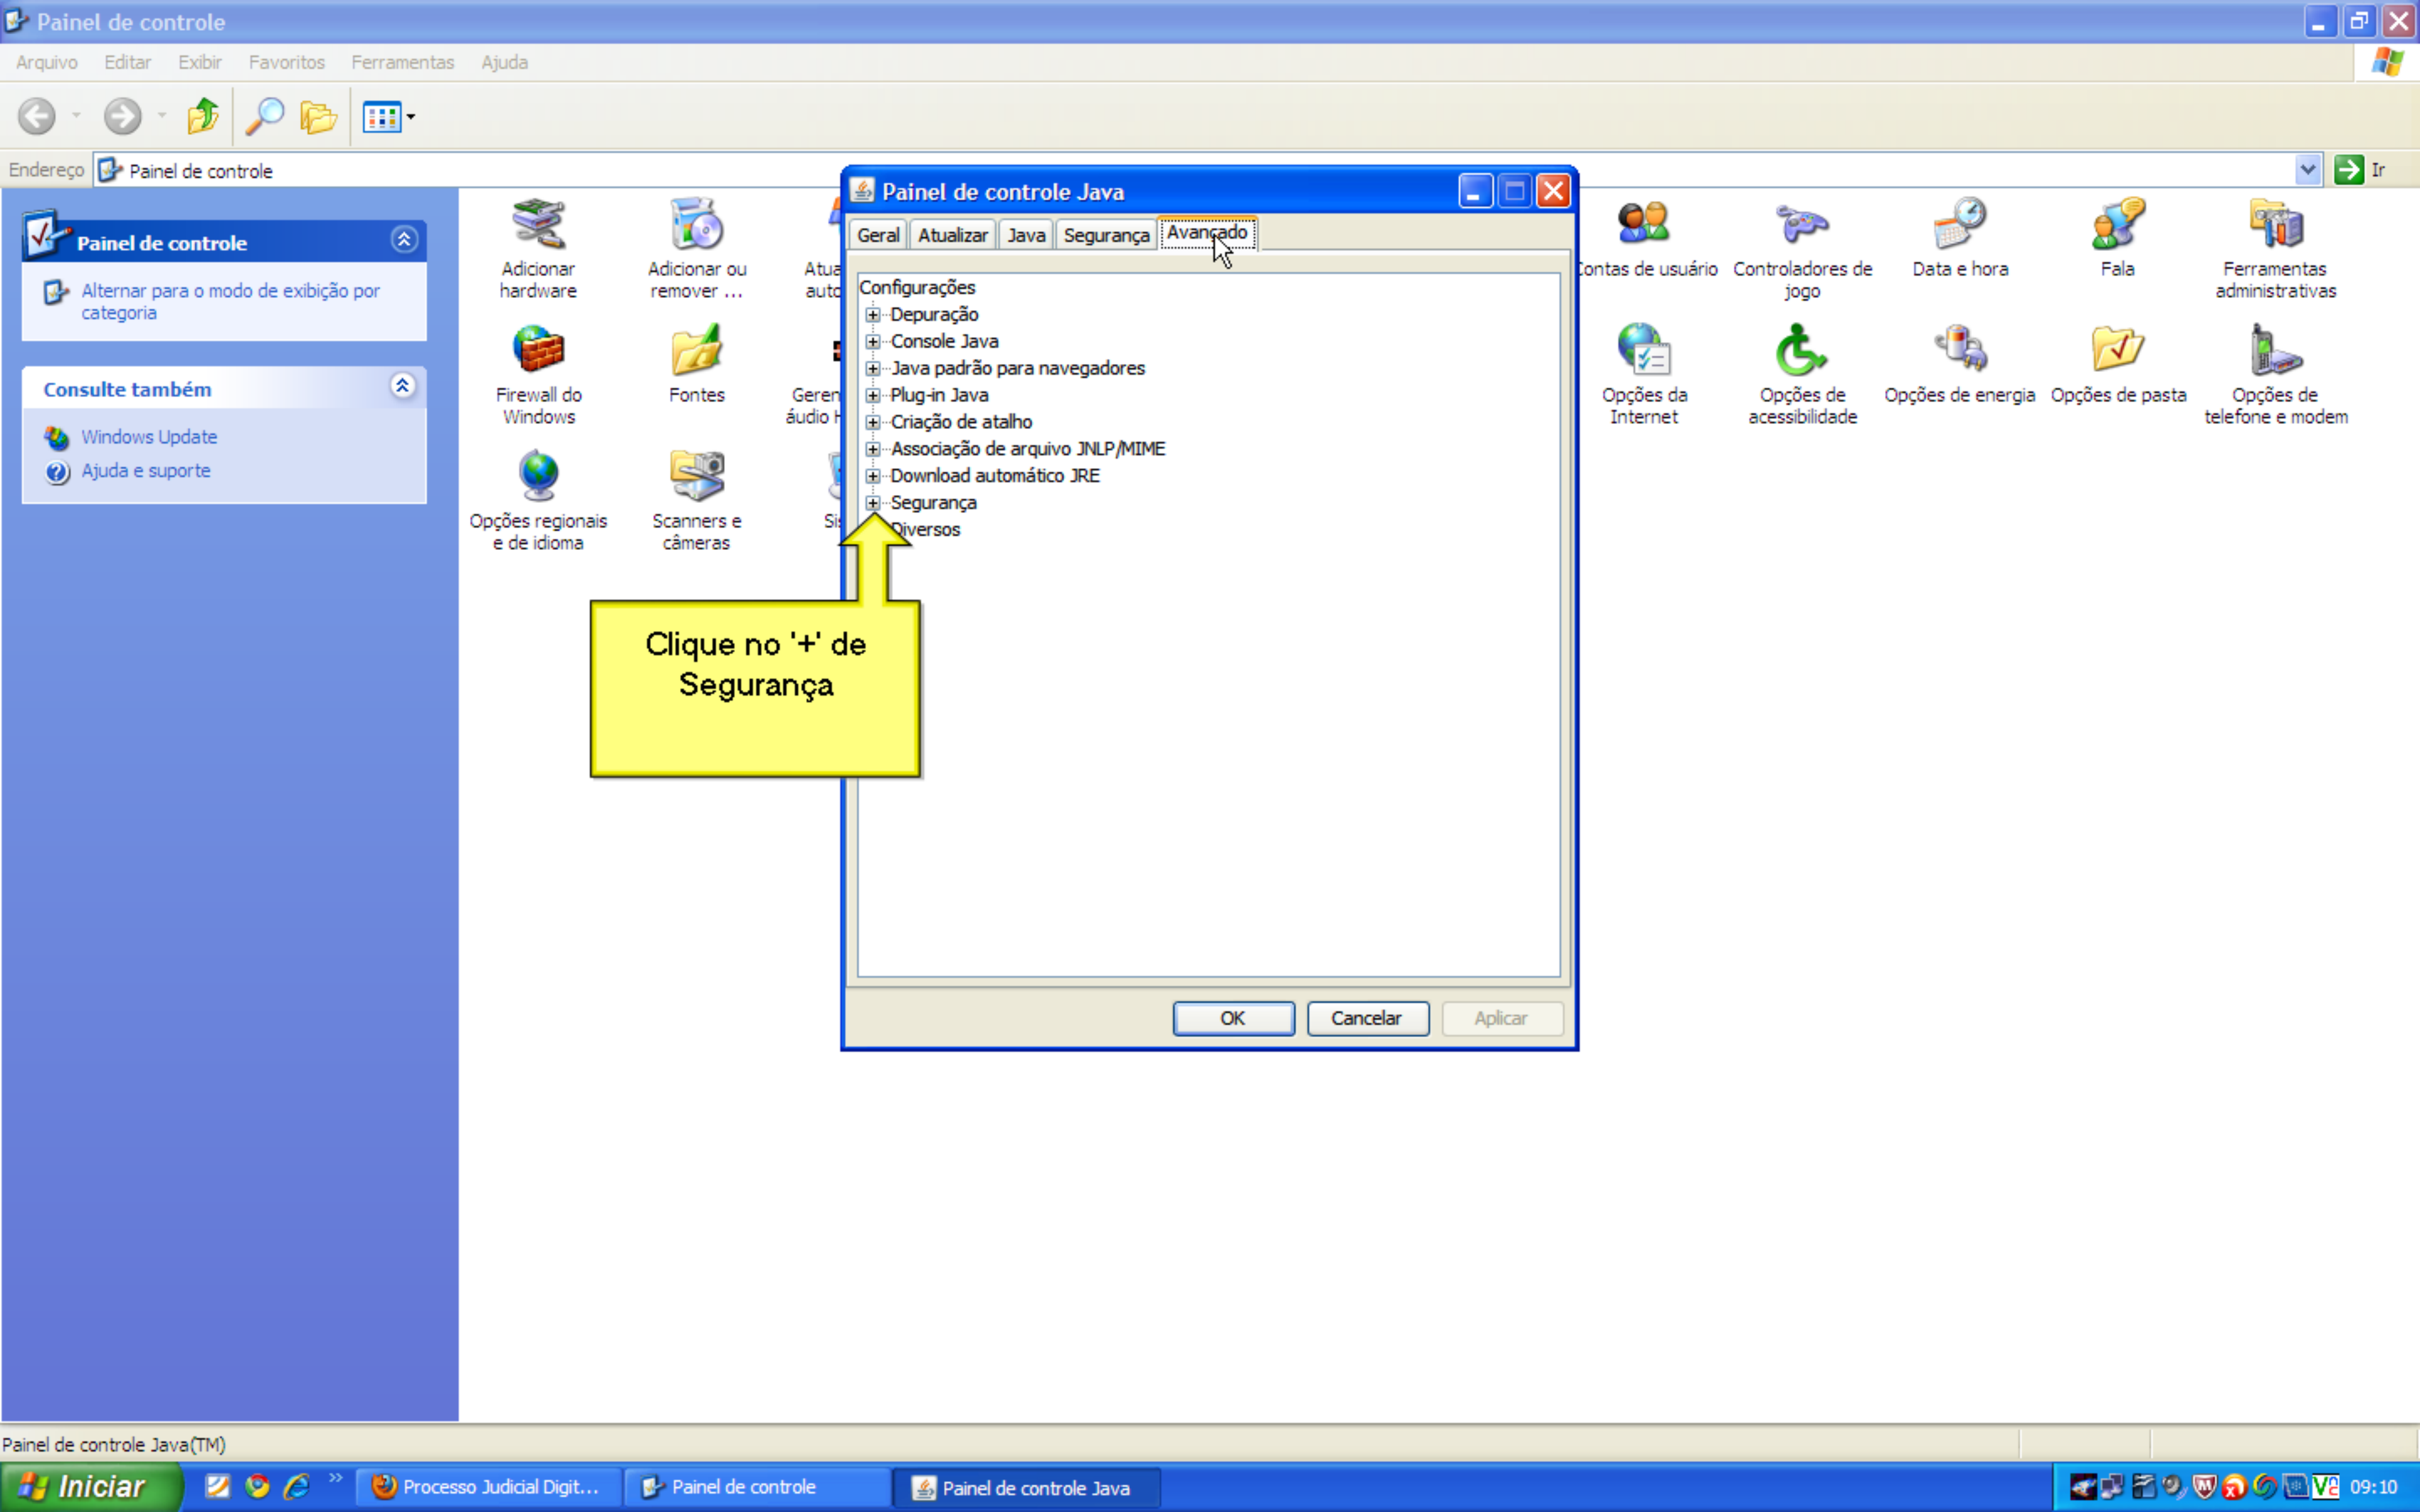 Painel de controle
Arquivo Editar Exibir Favoritos Ferramentas Ajuda
Endereço Painel de controle Ir
Painel de controle
Alternar para o modo de exibição por
categoria
Consulte também
Windows Update
Ajuda e suporte
Adicionar
hardware
Adicionar ou
remover ...
Contas de usuário
Controladores de
jogo
Data e hora
Fala
Ferramentas
administrativas
Firewall do
Windows
Fontes
áudio
Opções da
Internet
Opções de
acessibilidade
Opções de energia
Opções de pasta
Opções de
telefone e modem
Opções regionais
e de idioma
Scanners e
câmeras
Painel de controle Java
Geral Atualizar Java Segurança Avançado
Configurações
Depuração
Console Java
Java padrão para navegadores
Plug-in Java
Criação de atalho
Associação de arquivo JNLP/MIME
Download automático JRE
Segurança
Diversos
Clique no '+' de
Segurança
OK Cancelar Aplicar
Painel de controle Java(TM)
Iniciar Processo Judicial Digit... Painel de controle Painel de controle Java 09:10